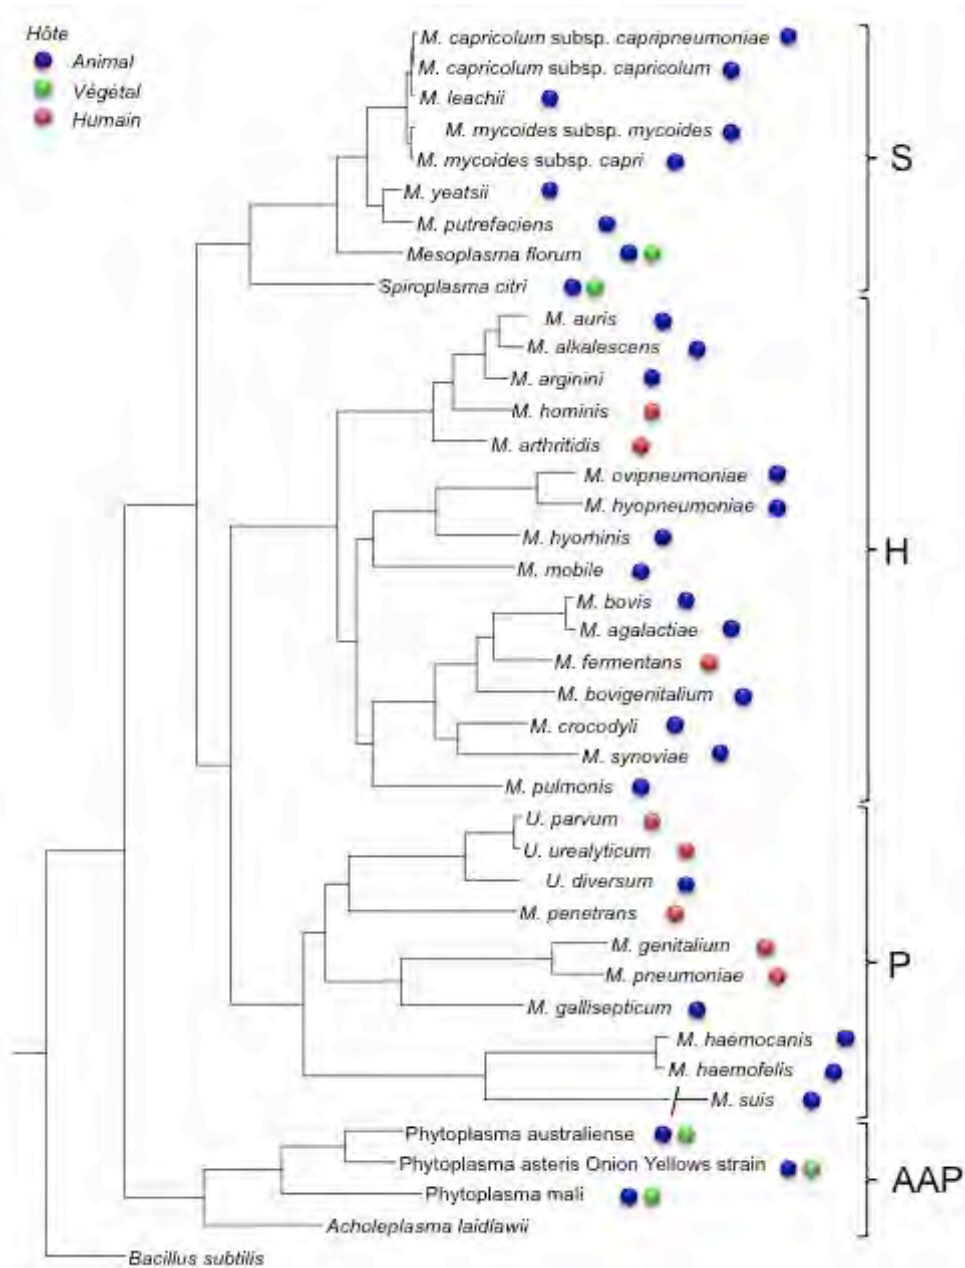 Hôte
Animal
Végétal
Humain
M. capricolum subsp. capripneumoniae
M. capricolum subsp. capricolum
M. leachii
M. mycoides subsp. mycoides
M. mycoides subsp. capri
M. yeatsii
M. putrefaciens
Mesoplasma florum
Spiroplasma citri
S
M. auris
M. alkalescens
M. arginini
M. hominis
M. arthritidis
M. ovipneumoniae
M. hyopneumoniae
M. hyorhinis
M. mobile
M. bovis
M. agalactiae
M. fermentans
M. bovigenitalium
M. crocodyli
M. synoviae
M. pulmonis
H
U. parvum
U. urealyticum
U. diversum
M. penetrans
M. genitalium
M. pneumoniae
M. gallisepticum
M. haemocanis
M. haemofelis
M. suis
P
Phytoplasma australiense
Phytoplasma asteris Onion Yellows strain
Phytoplasma mali
Acholeplasma laidlawii
AAP
Bacillus subtilis